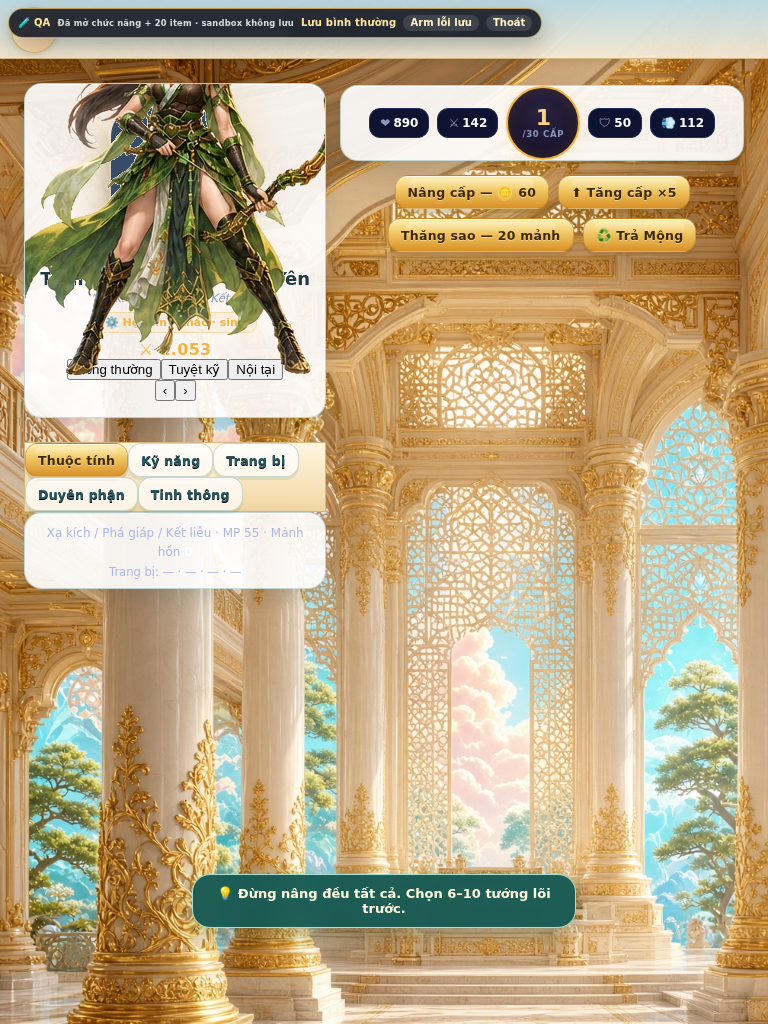 🧪 QA Đã mở chức năng + 20 item · sandbox không lưu Lưu bình thường Arm lỗi lưu Thoát
❤ 890 ⚔ 142 1 🛡 50 💨 112
/30 CẤP
Nâng cấp — 🪙 60 ⬆ Tăng cấp ×5
Thăng sao — 20 mảnh ♻ Trả Mộng
thường Tuyệt kỹ Nội tại
‹ ›
Thuộc tính Kỹ năng Trang bị
Duyên phận Tinh thông
Xạ kích / Phá giáp / Kết liễu · MP 55 · Mảnh
hồn 0
Trang bị: — · — · — · —
💡 Đừng nâng đều tất cả. Chọn 6–10 tướng lõi
trước.